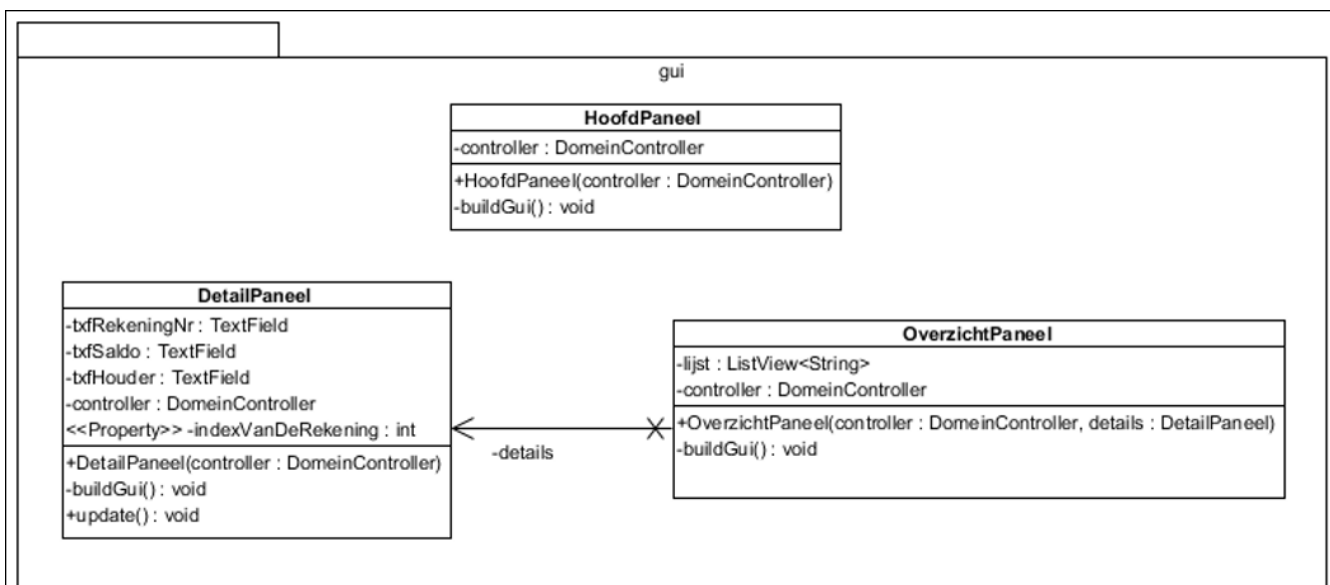 gui
HoofdPaneel
-controller : DomeinController
+HoofdPaneel(controller : DomeinController)
-buildGui() : void
DetailPaneel
-txfRekeningNr : TextField
-txfSaldo : TextField
-txfHouder : TextField
-controller : DomeinController
<<Property>> -indexVanDeRekening : int
+DetailPaneel(controller : DomeinController)
-buildGui() : void
+update() : void
-details
OverzichtPaneel
-lijst : ListView<String>
-controller : DomeinController
+OverzichtPaneel(controller : DomeinController, details : DetailPaneel)
-buildGui() : void